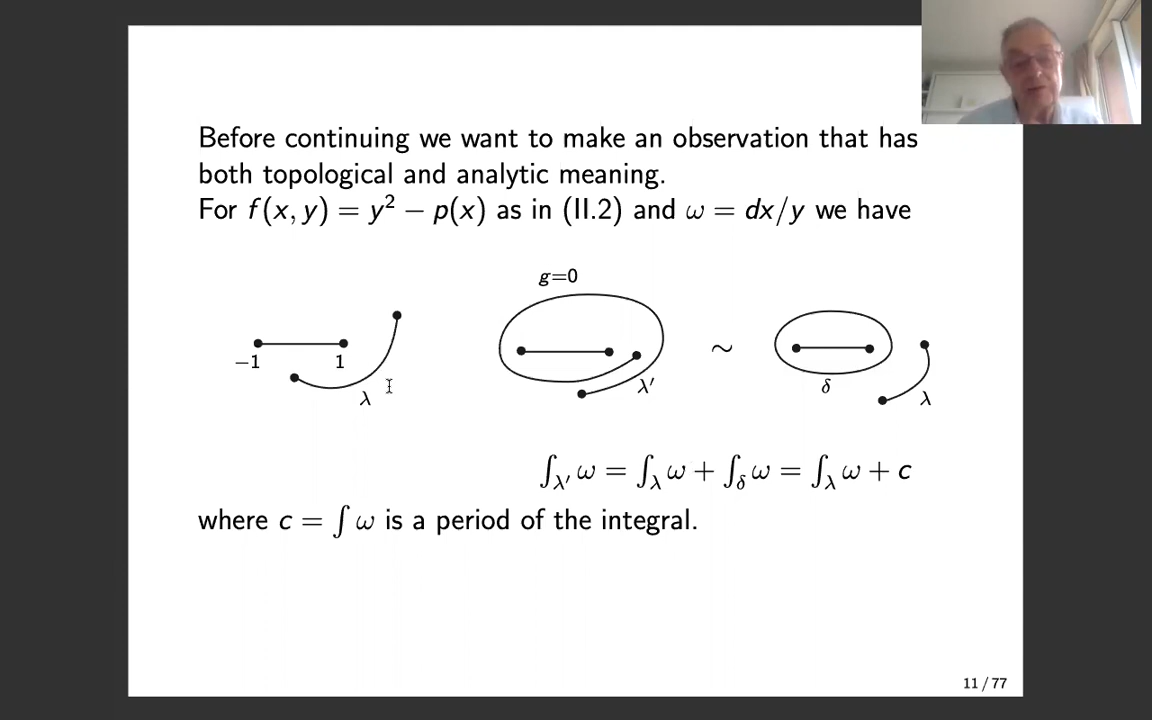 Before continuing we want to make an observation that has
both topological and analytic meaning.
For f(x, y) = y² − p(x) as in (II.2) and ω = dx/y we have
g=0
−1 1 λ λ′ ∼ δ λ
∫λ′ ω = ∫λ ω + ∫δ ω = ∫λ ω + c
where c = ∫ ω is a period of the integral.
11 / 77